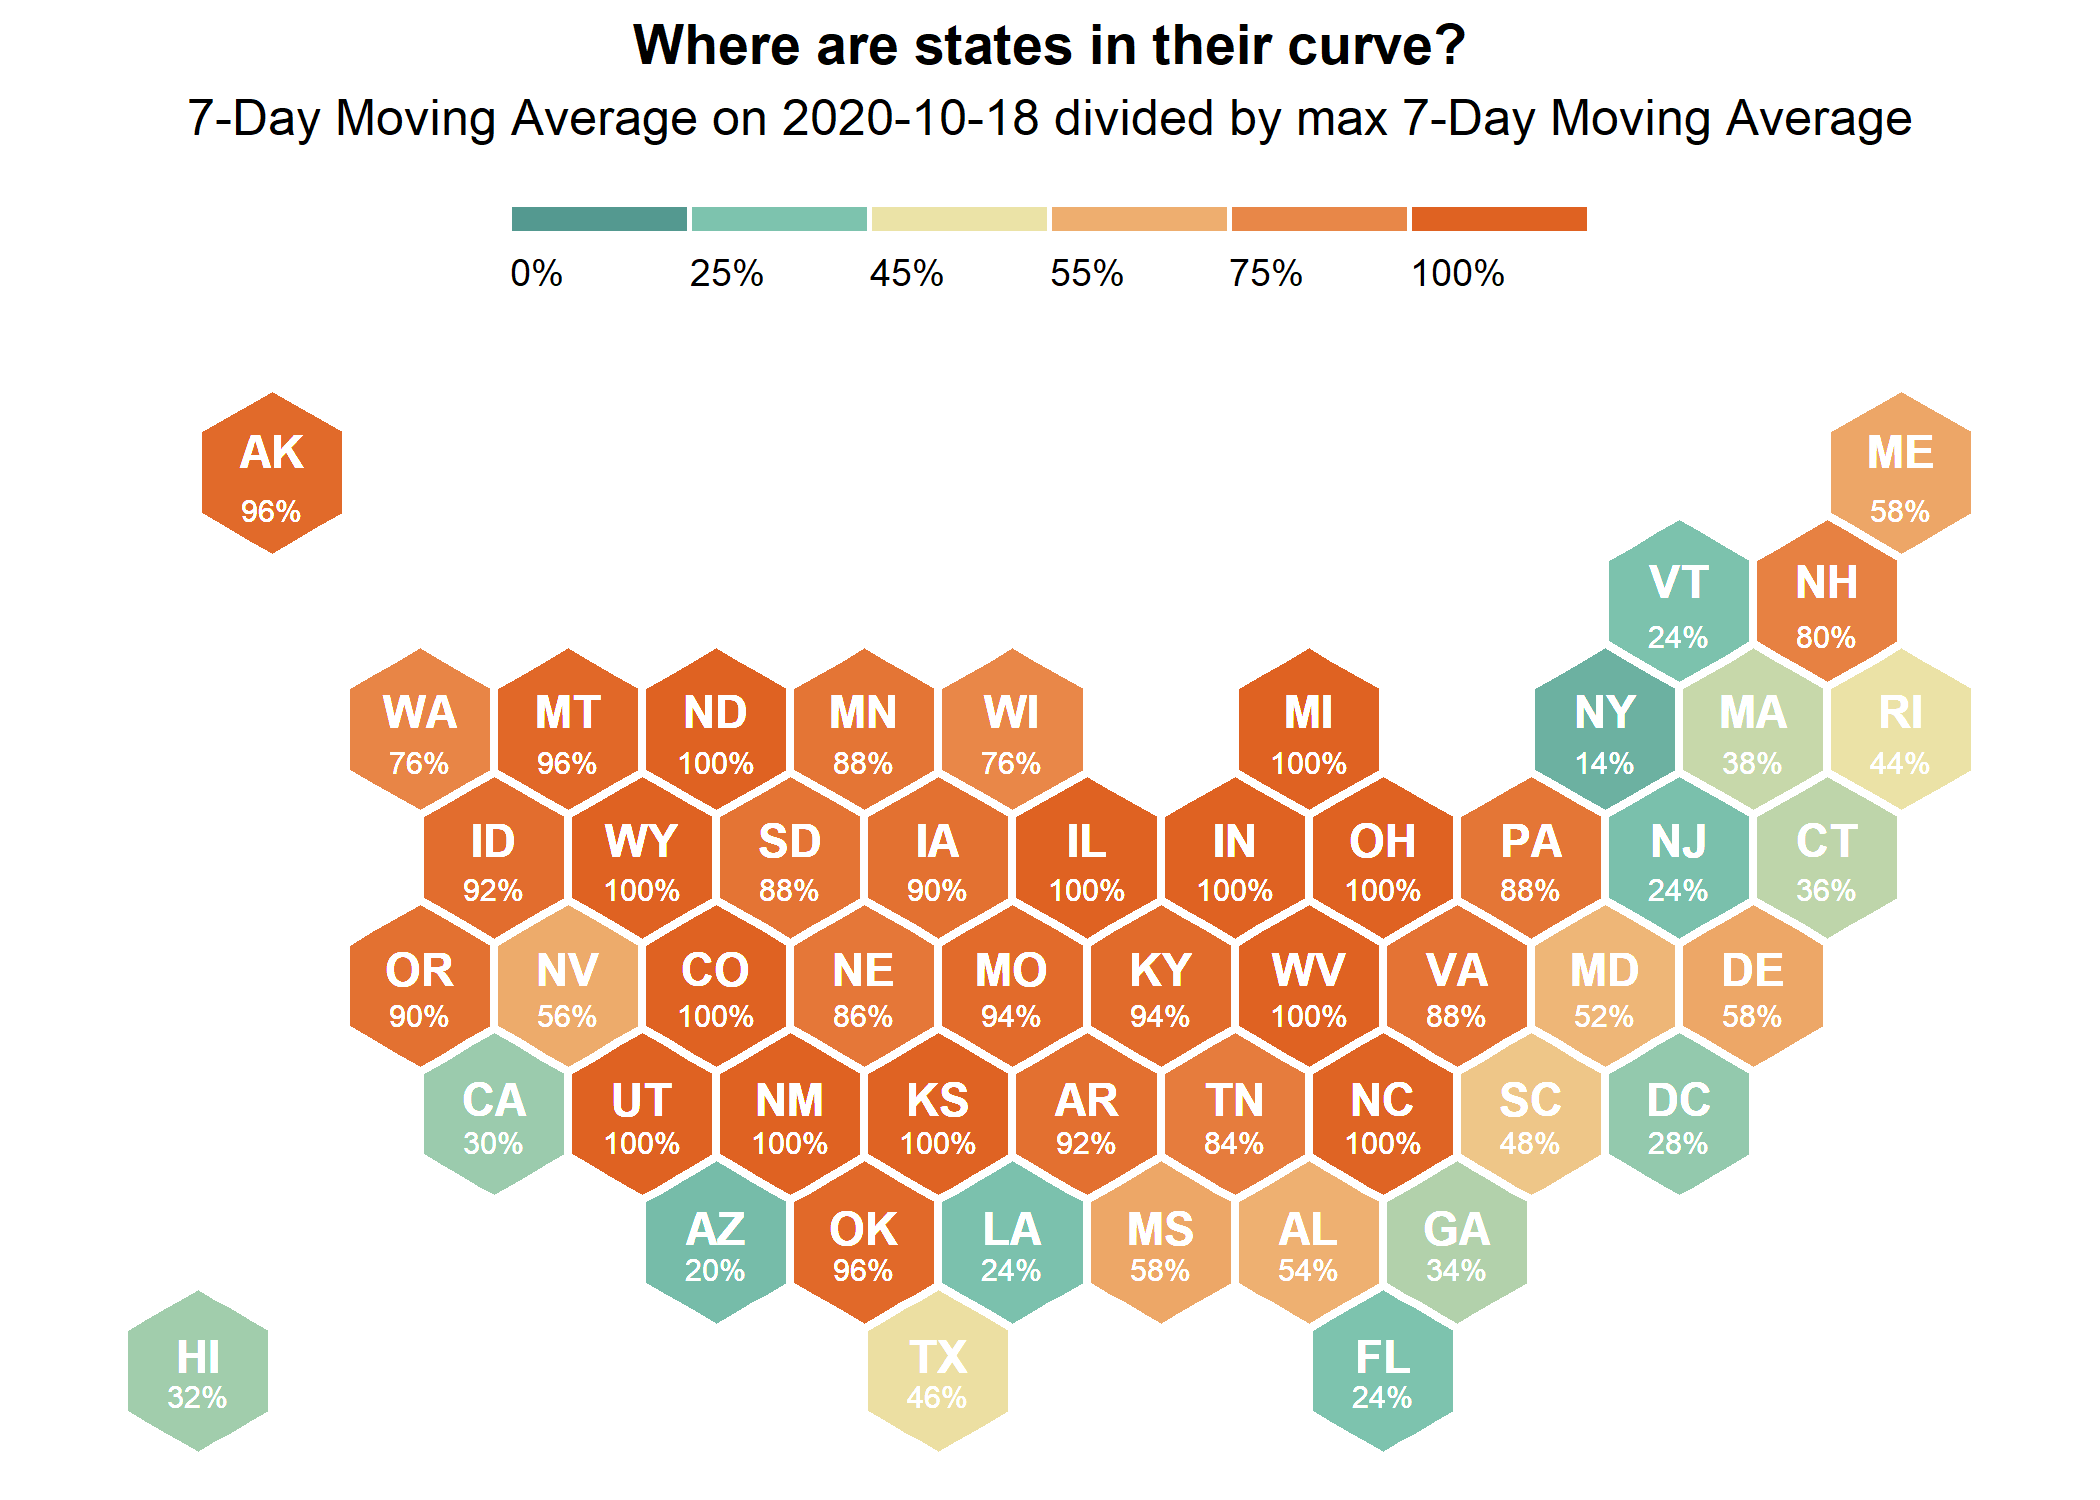 Where are states in their curve?
7-Day Moving Average on 2020-10-18 divided by max 7-Day Moving Average
0% 25% 45% 55% 75% 100%
AK ME
96% 58%
VT NH
24% 80%
WA MT ND MN WI MI NY MA RI
76% 96% 100% 88% 76% 100% 14% 38% 44%
ID WY SD IA IL IN OH PA NJ CT
92% 100% 88% 90% 100% 100% 100% 88% 24% 36%
OR NV CO NE MO KY WV VA MD DE
90% 56% 100% 86% 94% 94% 100% 88% 52% 58%
CA UT NM KS AR TN NC SC DC
30% 100% 100% 100% 92% 84% 100% 48% 28%
AZ OK LA MS AL GA
20% 96% 24% 58% 54% 34%
HI TX FL
32% 46% 24%